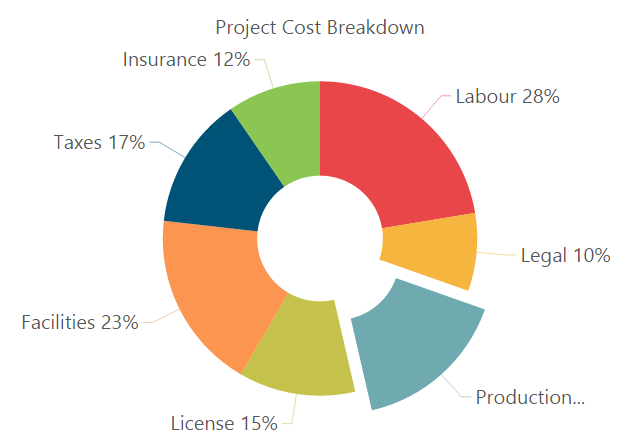 Project Cost Breakdown
Insurance 12%
Labour 28%
Taxes 17%
Legal 10%
Facilities 23%
Production...
License 15%